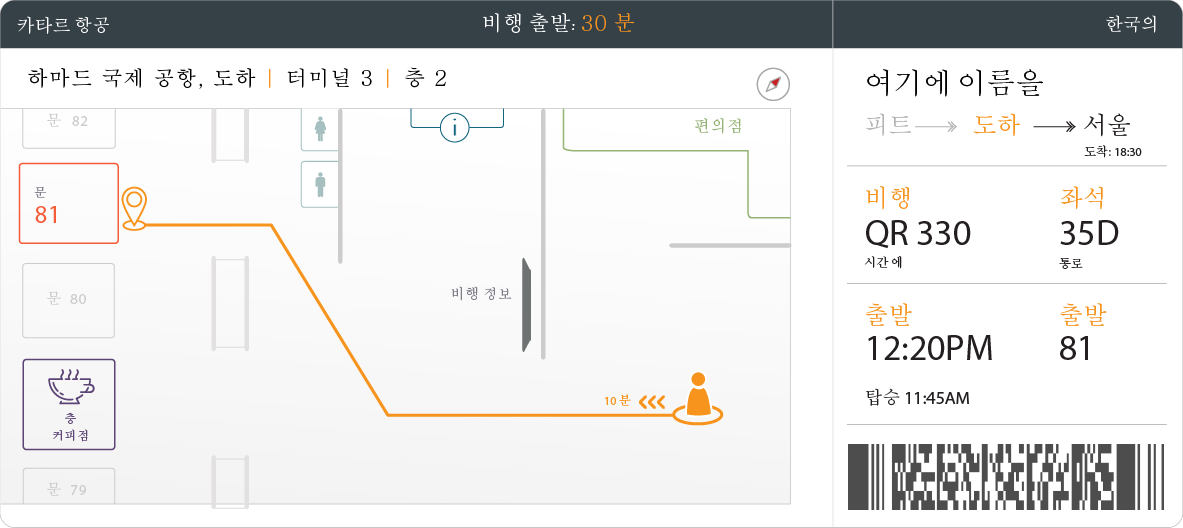 카타르 항공
비행 출발: 30 분
한국의
하마드 국제 공항, 도하 | 터미널 3 | 층 2
문 82
i
편의점
문
81
비행 정보
문 80
10 분
층
커피점
문 79
여기에 이름을
피트 도하 서울
도착: 18:30
비행 좌석
QR 330 35D
시간 에 통로
출발 출발
12:20PM 81
탑승 11:45AM